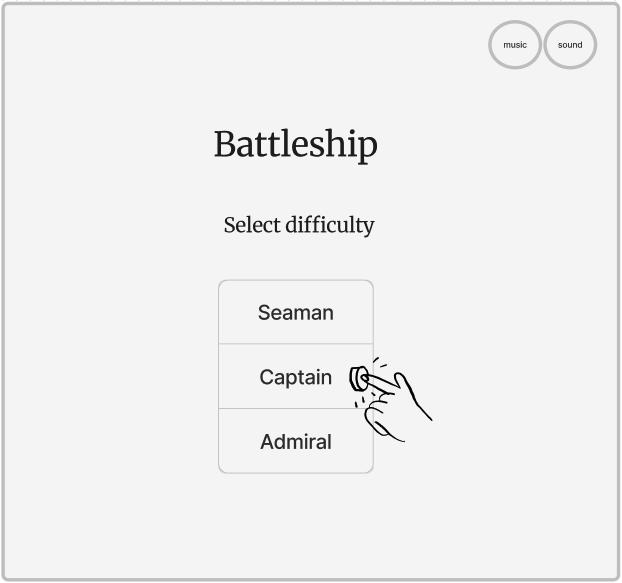 music sound
Battleship
Select difficulty
Seaman
Captain
Admiral